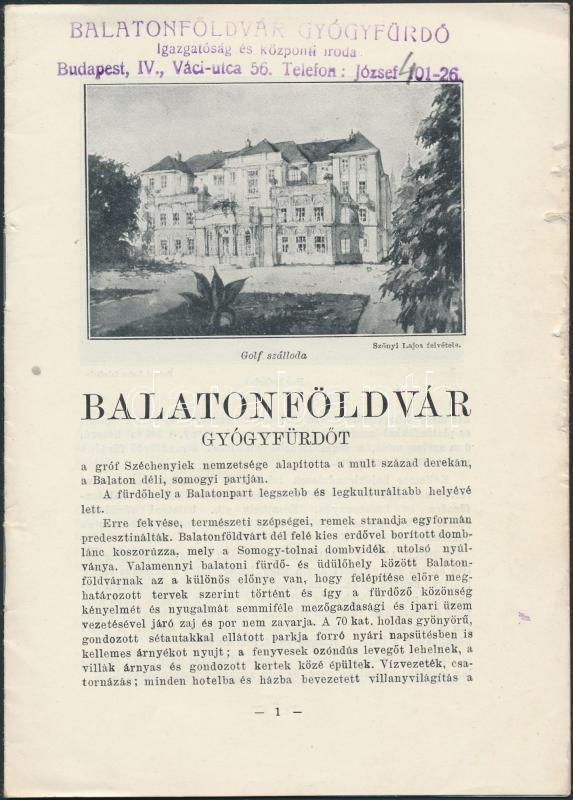 BALATONFÖLDVÁR GYÓGYFÜRDŐ
Igazgatóság és központi iroda:
Budapest, IV., Váci-utca 56. Telefon: József 401-26.
Szőnyi Lajos felvétele.
Golf szálloda
BALATONFÖLDVÁR
GYÓGYFÜRDŐT
a gróf Széchenyiek nemzetsége alapította a mult század derekán,
a Balaton déli, somogyi partján.
A fürdőhely a Balatonpart legszebb és legkulturáltabb helyévé
lett.
Erre fekvése, természeti szépségei, remek strandja egyformán
predesztinálták. Balatonföldvárt dél felé kies erdővel borított domb-
lánc koszorúzza, mely a Somogy-tolnai dombvidék utolsó nyúl-
ványa. Valamennyi balatoni fürdő- és üdülőhely között Balaton-
földvárnak az a különös előnye van, hogy felépítése előre meg-
határozott tervek szerint történt és így a fürdőző közönség
kényelmét és nyugalmát semmiféle mezőgazdasági és ipari üzem
vezetésével járó zaj és por nem zavarja. A 70 kat. holdas gyönyörű,
gondozott sétautakkal ellátott parkja forró nyári napsütésben is
kellemes árnyékot nyujt; a fenyvesek ozóndús levegőt lehelnek, a
villák árnyas és gondozott kertek közé épültek. Vízvezeték, csa-
tornázás; minden hotelba és házba bevezetett villanyvilágítás a
— 1 —